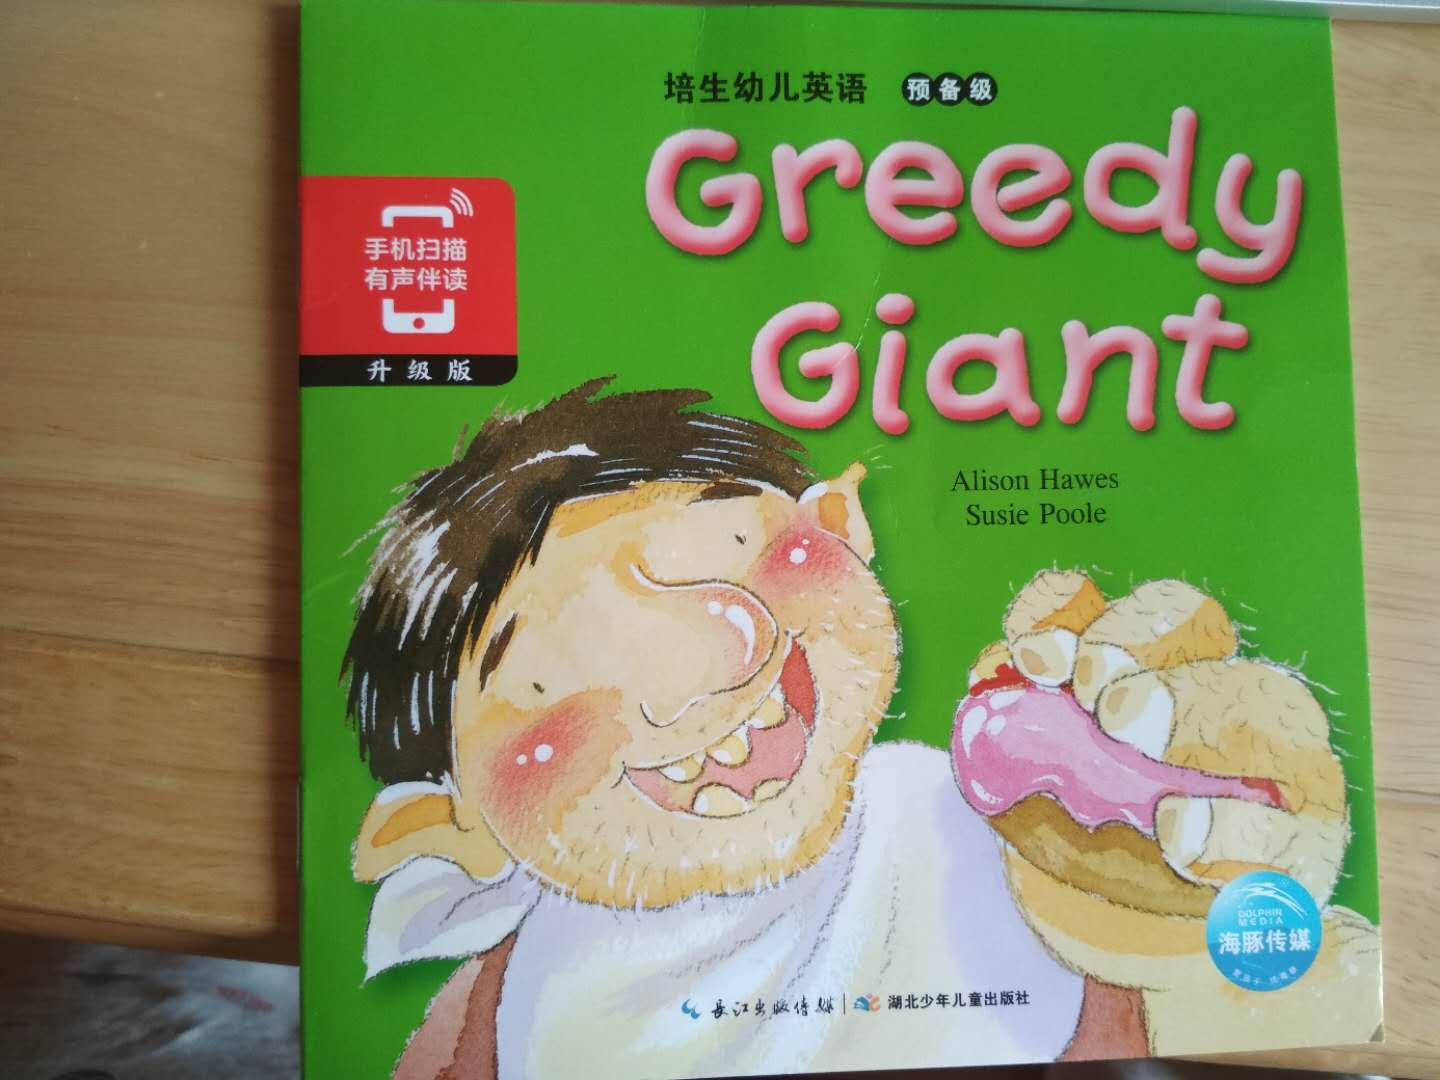 培生幼儿英语 预备级
Greedy
Giant
手机扫描
有声伴读
升级版
Alison Hawes
Susie Poole
DOLPHIN
MEDIA
海豚传媒
长江出版传媒 湖北少年儿童出版社